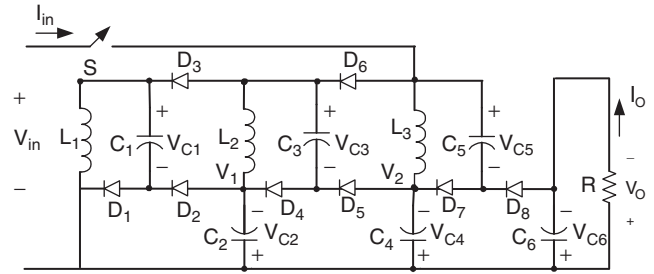 I_in
S
D_3
D_6
+
V_in
−
L_1
C_1
+
V_C1
−
L_2
V_1
C_3
+
V_C3
−
L_3
V_2
C_5
+
V_C5
−
I_O
R
−
V_O
+
D_1
D_2
D_4
D_5
D_7
D_8
C_2
−
V_C2
+
C_4
−
V_C4
+
C_6
−
V_C6
+